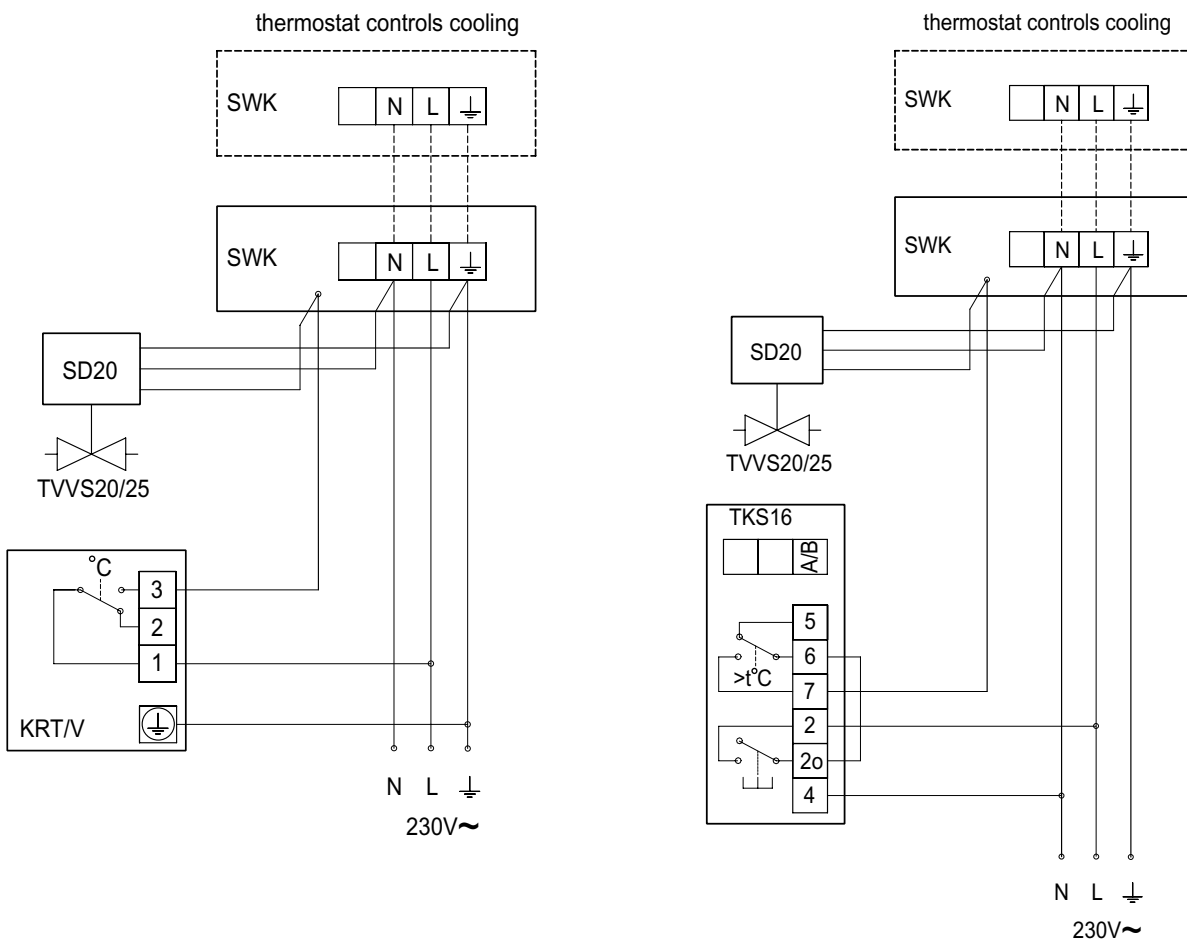 thermostat controls cooling
SWK
N L
SWK
N L
SD20
TVVS20/25
°C
3
2
1
KRT/V
N L
230V~
thermostat controls cooling
SWK
N L
SWK
N L
SD20
TVVS20/25
TKS16
A/B
5
6
>t°C
7
2
2o
4
N L
230V~